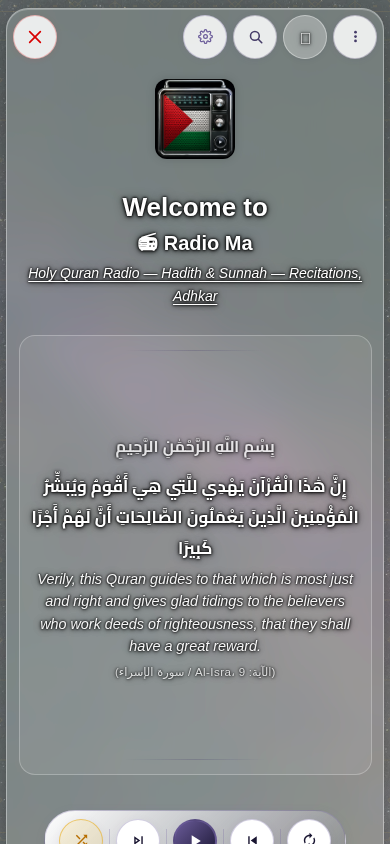 Welcome to
📻 Radio Ma
Holy Quran Radio — Hadith & Sunnah — Recitations,
Adhkar
بِسْمِ اللَّهِ الرَّحْمَٰنِ الرَّحِيمِ
إِنَّ هَٰذَا الْقُرْآنَ يَهْدِي لِلَّتِي هِيَ أَقْوَمُ وَيُبَشِّرُ
الْمُؤْمِنِينَ الَّذِينَ يَعْمَلُونَ الصَّالِحَاتِ أَنَّ لَهُمْ أَجْرًا
كَبِيرًا
Verily, this Quran guides to that which is most just
and right and gives glad tidings to the believers
who work deeds of righteousness, that they shall
have a great reward.
(سورة الإسراء / Al-Isra، الآية: 9)